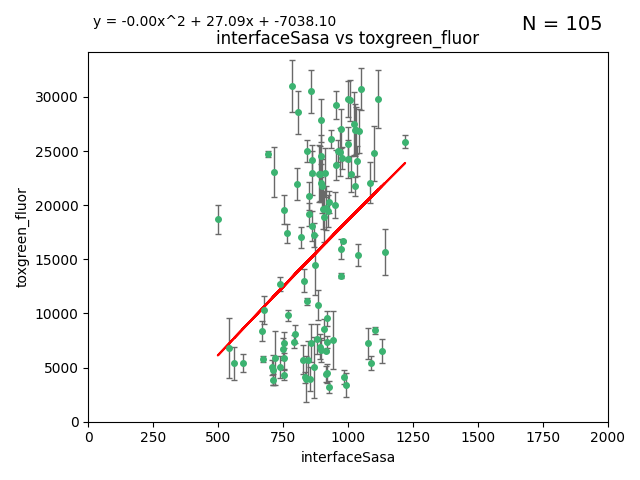 y = -0.00x^2 + 27.09x + -7038.10
N = 105
interfaceSasa vs toxgreen_fluor
toxgreen_fluor
30000
25000
20000
15000
10000
5000
0
0 250 500 750 1000 1250 1500 1750 2000
interfaceSasa